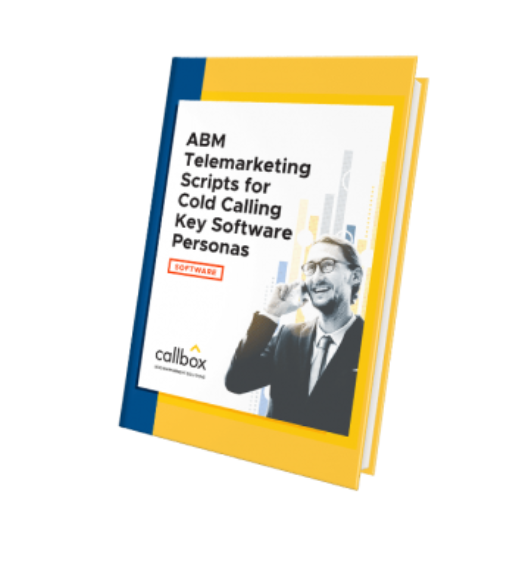 ABM
Telemarketing
Scripts for
Cold Calling
Key Software
Personas
SOFTWARE
callbox